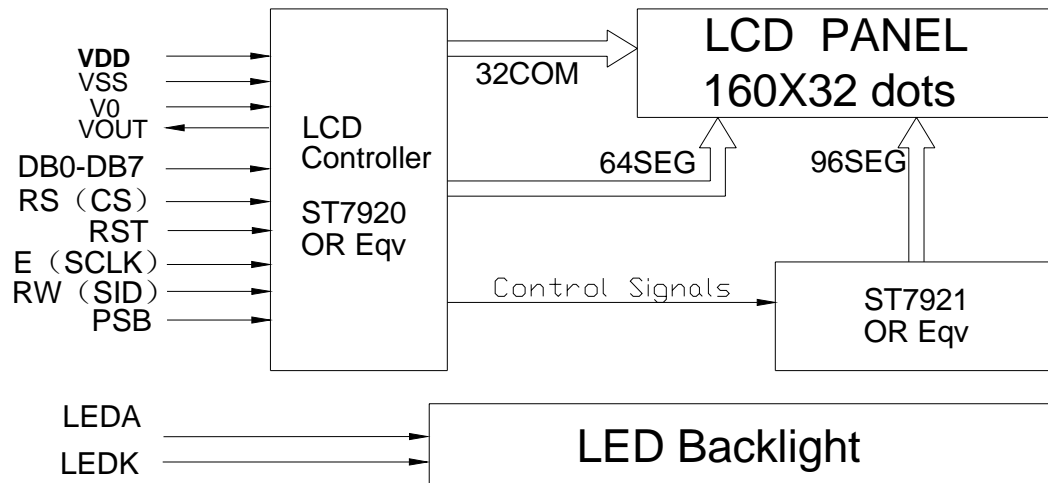 VDD
VSS
V0
VOUT
DB0-DB7
RS（CS）
RST
E（SCLK）
RW（SID）
PSB
LCD
Controller
ST7920
OR Eqv
32COM
64SEG
96SEG
Control Signals
LCD PANEL
160X32 dots
ST7921
OR Eqv
LEDA
LEDK
LED Backlight